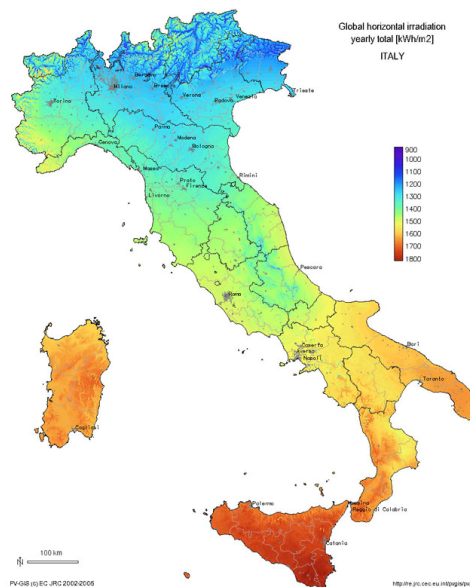 Global horizontal irradiation
yearly total [kWh/m2]
ITALY
Bergamo
Milano
Brescia
Verona
Trieste
Torino
Padova
Venezia
Parma
Modena
Genova
Bologna
Massa
Rimini
Prato
Firenze
Livorno
900
1000
1100
1200
1300
1400
1500
1600
1700
1800
Pescara
Roma
Caserta
Aversa
Napoli
Bari
Taranto
Cagliari
Palermo
Messina
Reggio di Calabria
Catania
100 km
PV-GIS (c) EC JRC 2002-2006
http://re.jrc.cec.eu.int/pvgis/pv